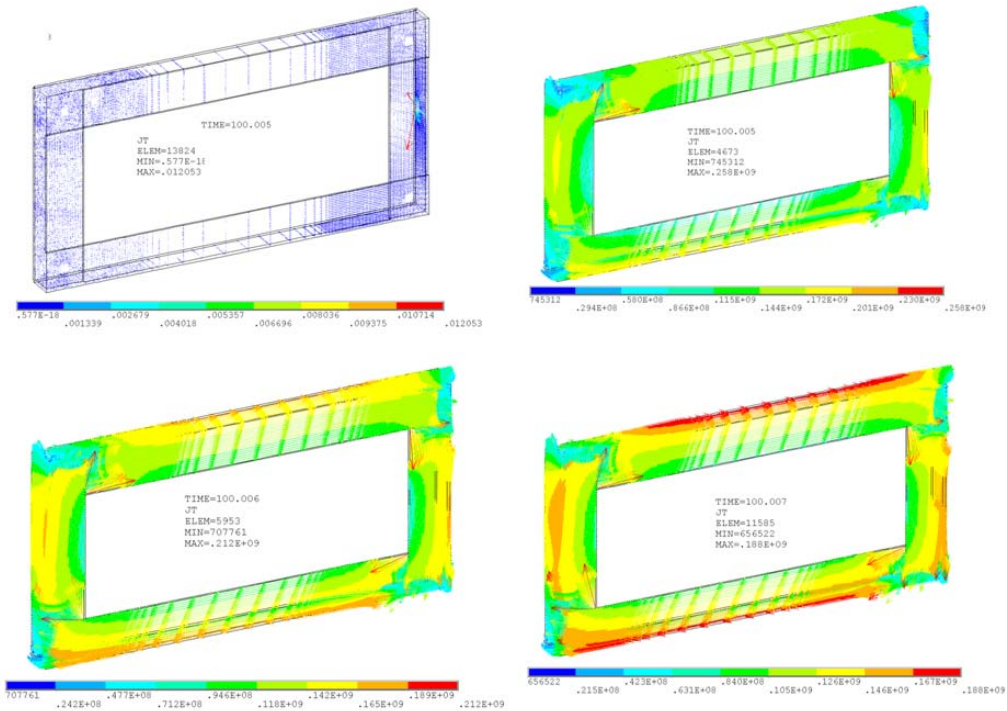 TIME=100.005
JT
ELEM=13824
MIN=.577E-18
MAX=.012053
.577E-18 .002679 .005357 .008036 .010714
.001339 .004018 .006696 .009375 .012053
TIME=100.005
JT
ELEM=4673
MIN=745312
MAX=.258E+09
745312 .580E+08 .115E+09 .172E+09 .230E+09
.294E+08 .866E+08 .144E+09 .201E+09 .258E+09
TIME=100.006
JT
ELEM=5953
MIN=707761
MAX=.212E+09
707761 .477E+08 .946E+08 .142E+09 .189E+09
.242E+08 .712E+08 .118E+09 .165E+09 .212E+09
TIME=100.007
JT
ELEM=11585
MIN=656522
MAX=.188E+09
656522 .423E+08 .840E+08 .126E+09 .167E+09
.215E+08 .631E+08 .105E+09 .146E+09 .188E+09